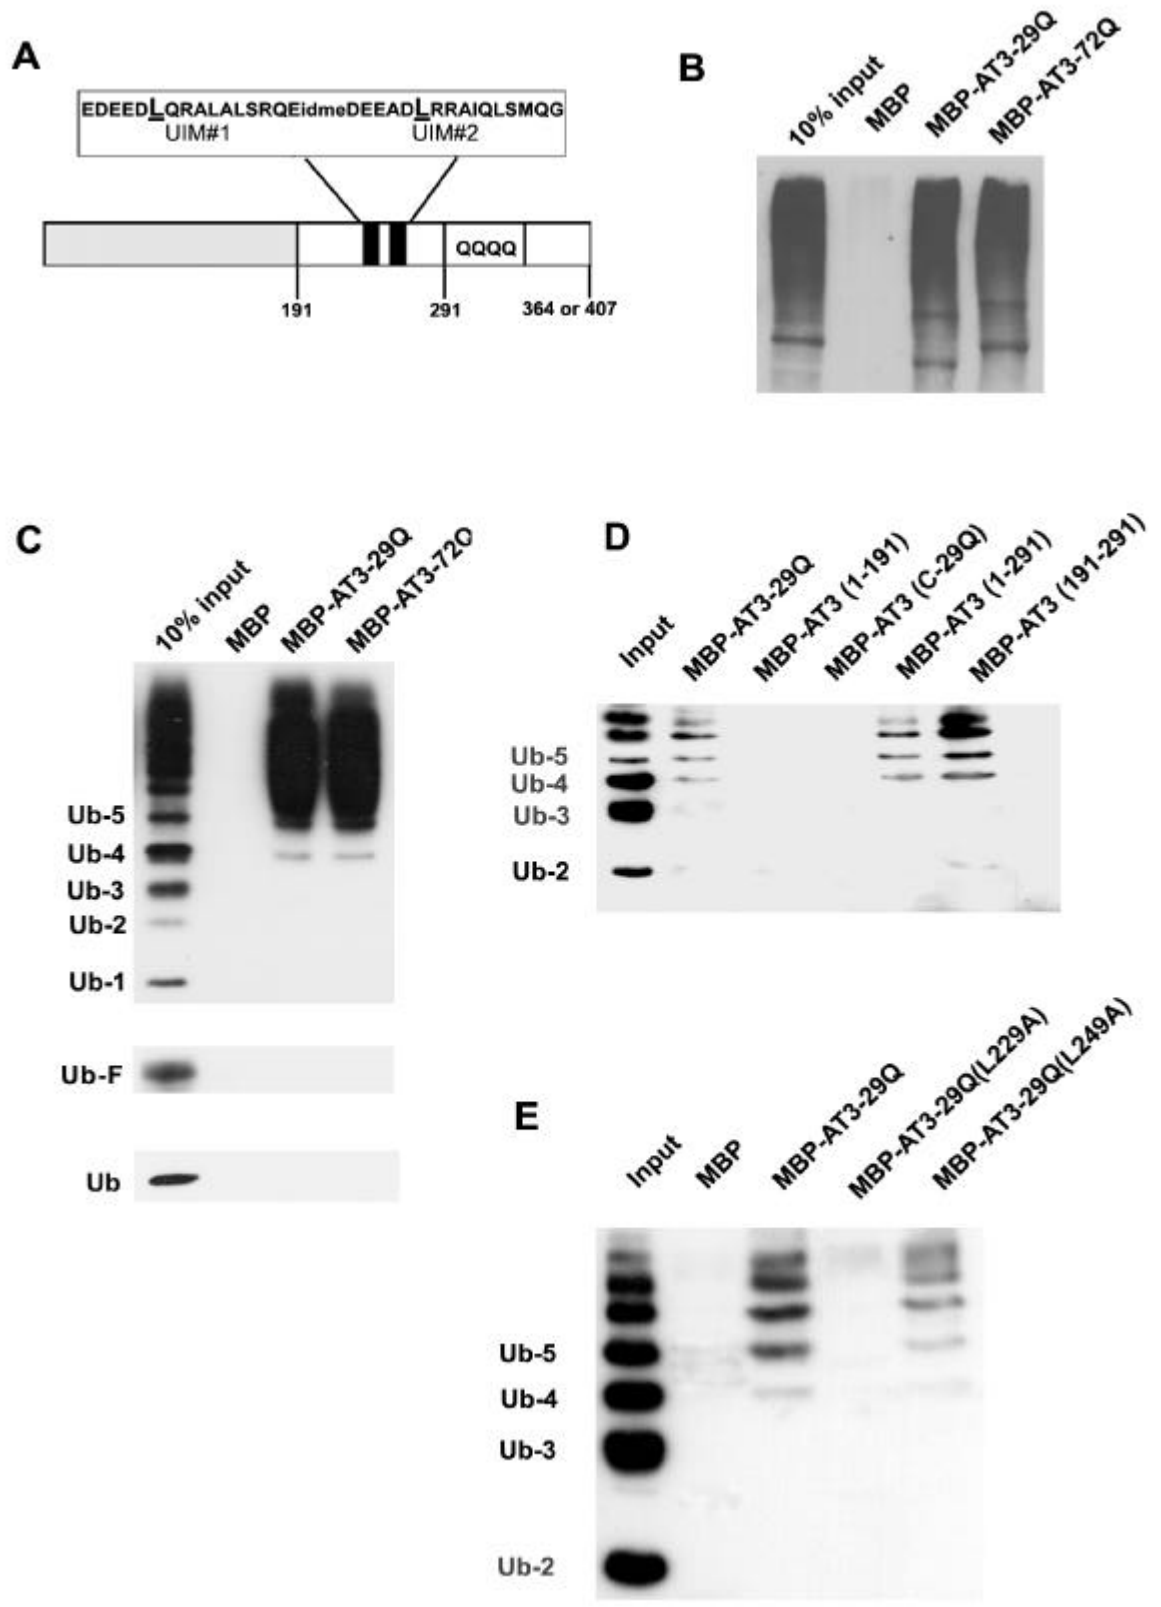 A
EDEEDLQRALALSRQEidmeDEEADLRRAIQLSMQG
UIM#1 UIM#2
QQQQ
191 291 364 or 407
B
10% input MBP MBP-AT3-29Q MBP-AT3-72Q
C
10% input MBP MBP-AT3-29Q MBP-AT3-72Q
Ub-5
Ub-4
Ub-3
Ub-2
Ub-1
Ub-F
Ub
D
Input MBP-AT3-29Q MBP-AT3 (1-191) MBP-AT3 (C-29Q) MBP-AT3 (1-291) MBP-AT3 (191-291)
Ub-5
Ub-4
Ub-3
Ub-2
E
Input MBP MBP-AT3-29Q MBP-AT3-29Q(L229A) MBP-AT3-29Q(L249A)
Ub-5
Ub-4
Ub-3
Ub-2